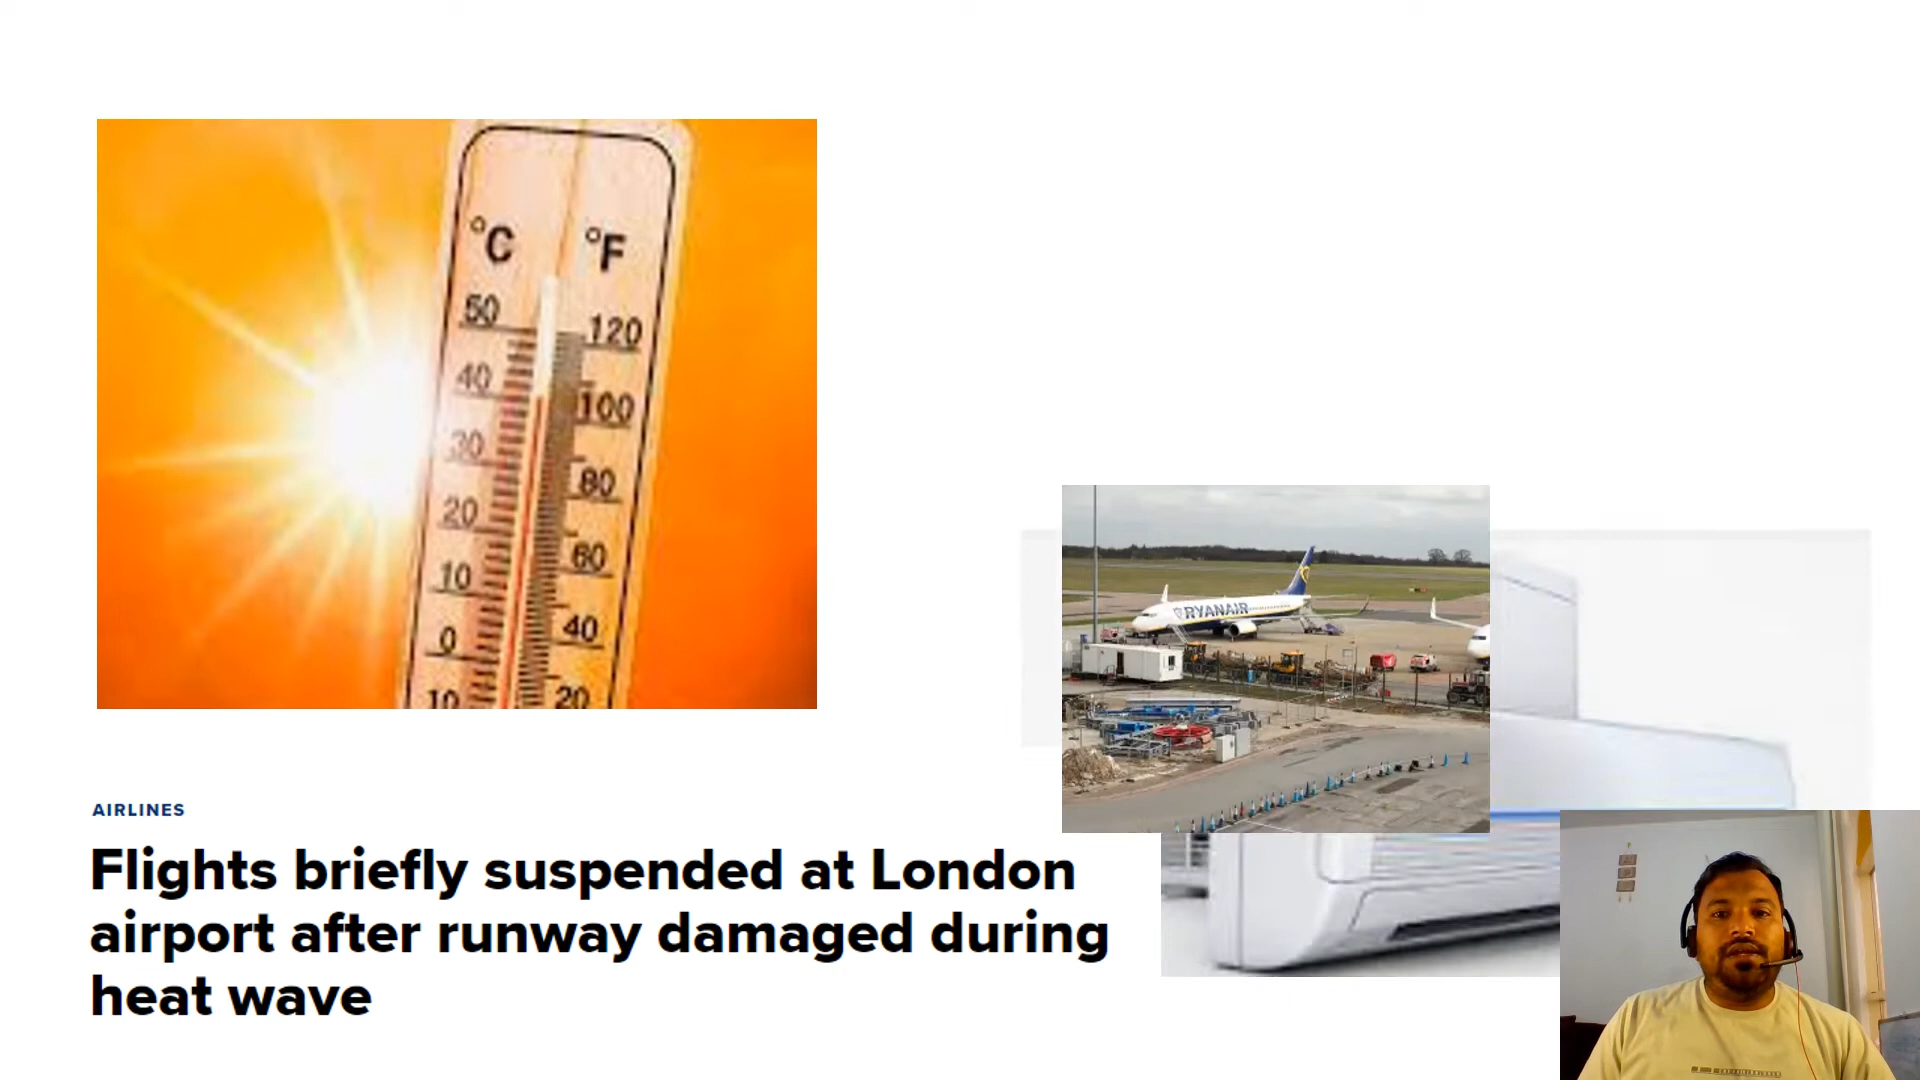 °C °F
50 120
40 100
30 80
20 60
10 40
0 20
10
RYANAIR
AIRLINES
Flights briefly suspended at London
airport after runway damaged during
heat wave